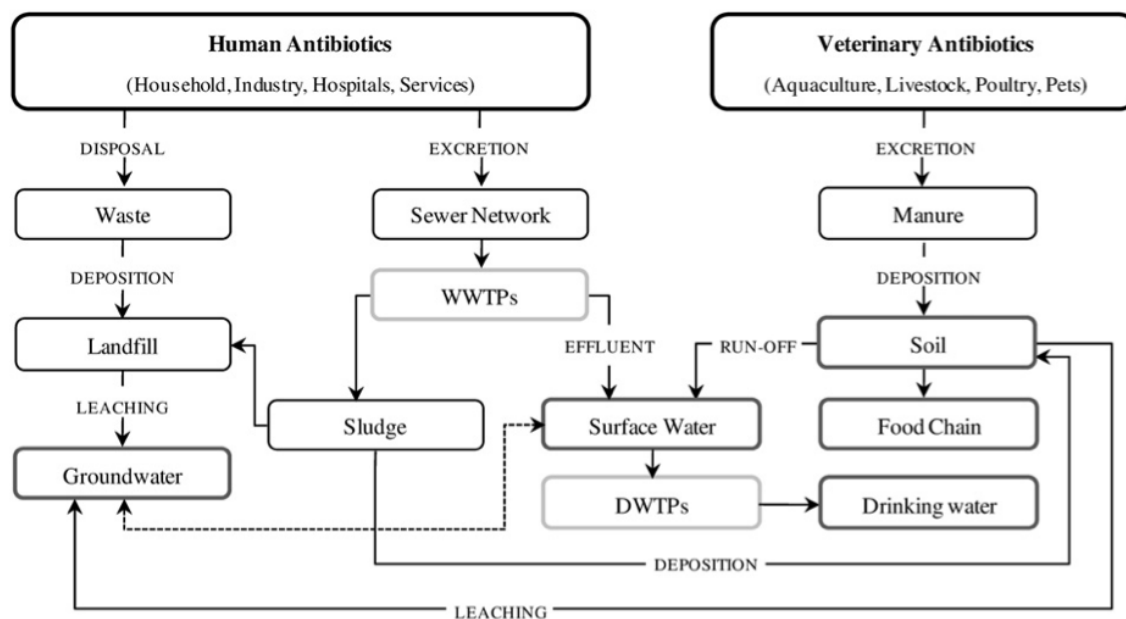 Human Antibiotics
(Household, Industry, Hospitals, Services)
Veterinary Antibiotics
(Aquaculture, Livestock, Poultry, Pets)
DISPOSAL
EXCRETION
EXCRETION
Waste
Sewer Network
Manure
DEPOSITION
WWTPs
DEPOSITION
Landfill
EFFLUENT
RUN-OFF
Soil
LEACHING
Sludge
Surface Water
Food Chain
Groundwater
DWTPs
Drinking water
DEPOSITION
LEACHING